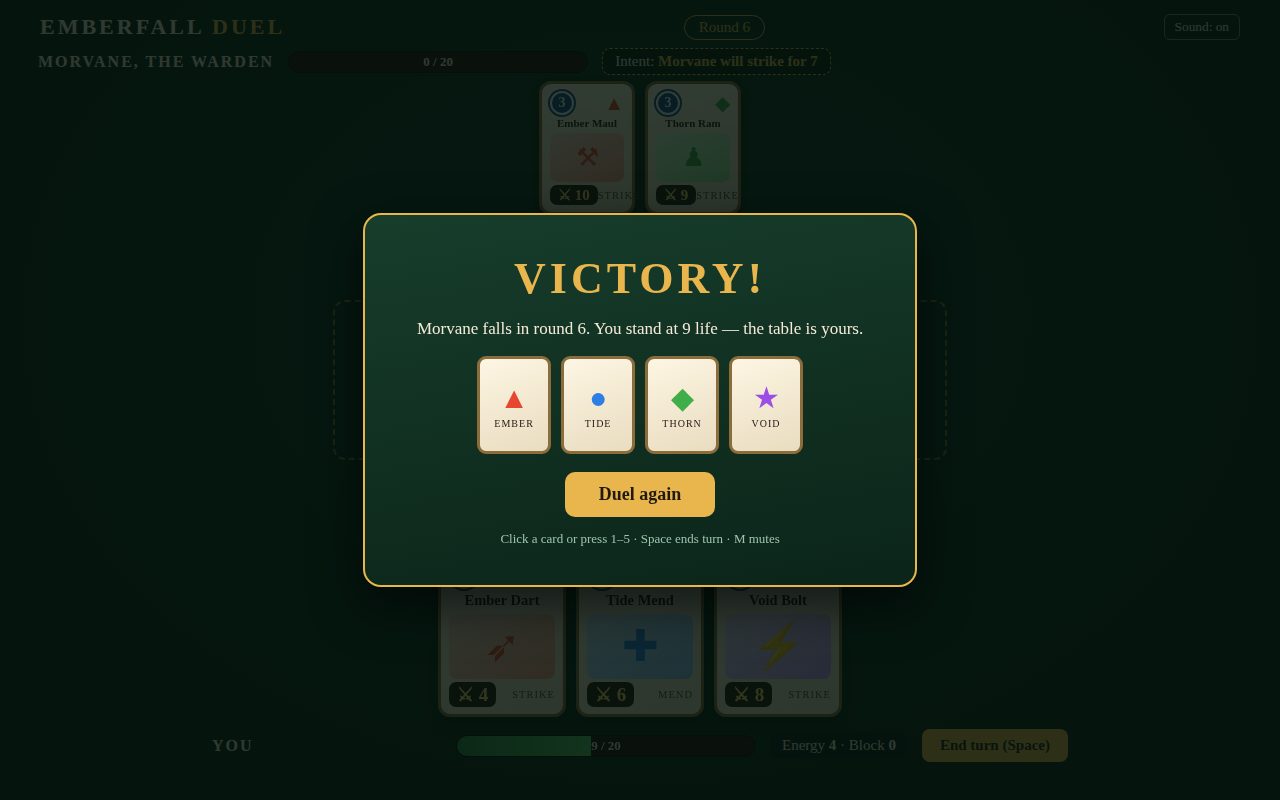 EMBERFALL DUEL
Round 6
Sound: on
MORVANE, THE WARDEN
0 / 20
Intent: Morvane will strike for 7
3
Ember Maul
10 STRIK
3
Thorn Ram
9 STRIKE
VICTORY!
Morvane falls in round 6. You stand at 9 life — the table is yours.
EMBER
TIDE
THORN
VOID
Duel again
Click a card or press 1–5 · Space ends turn · M mutes
Ember Dart
4 STRIKE
Tide Mend
6 MEND
Void Bolt
8 STRIKE
YOU
9 / 20
Energy 4 · Block 0
End turn (Space)